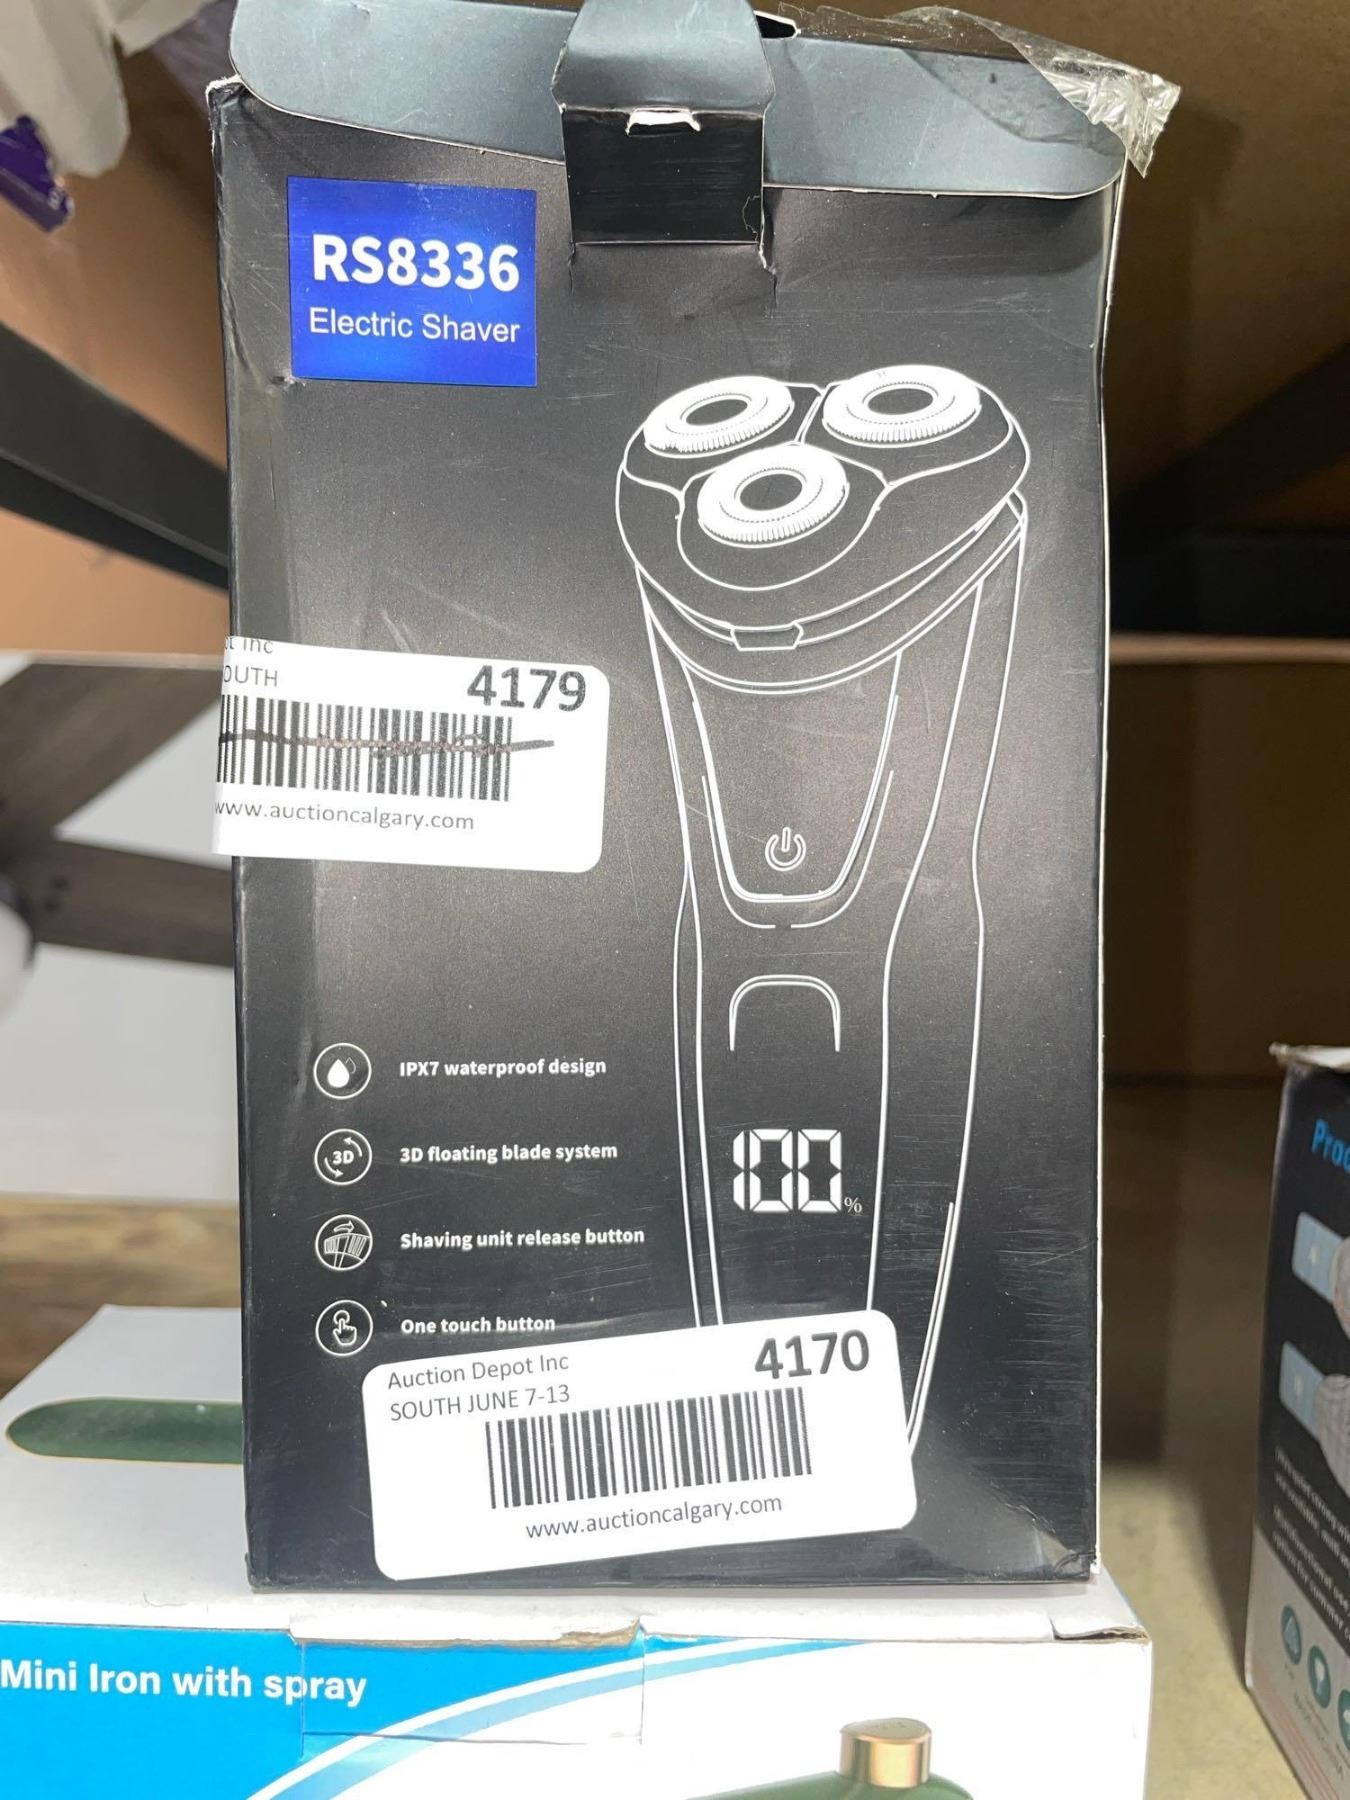 RS8336
Electric Shaver
4179
www.auctioncalgary.com
IPX7 waterproof design
3D
3D floating blade system
Shaving unit release button
One touch button
100%
Auction Depot Inc
4170
SOUTH JUNE 7-13
www.auctioncalgary.com
Mini Iron with spray